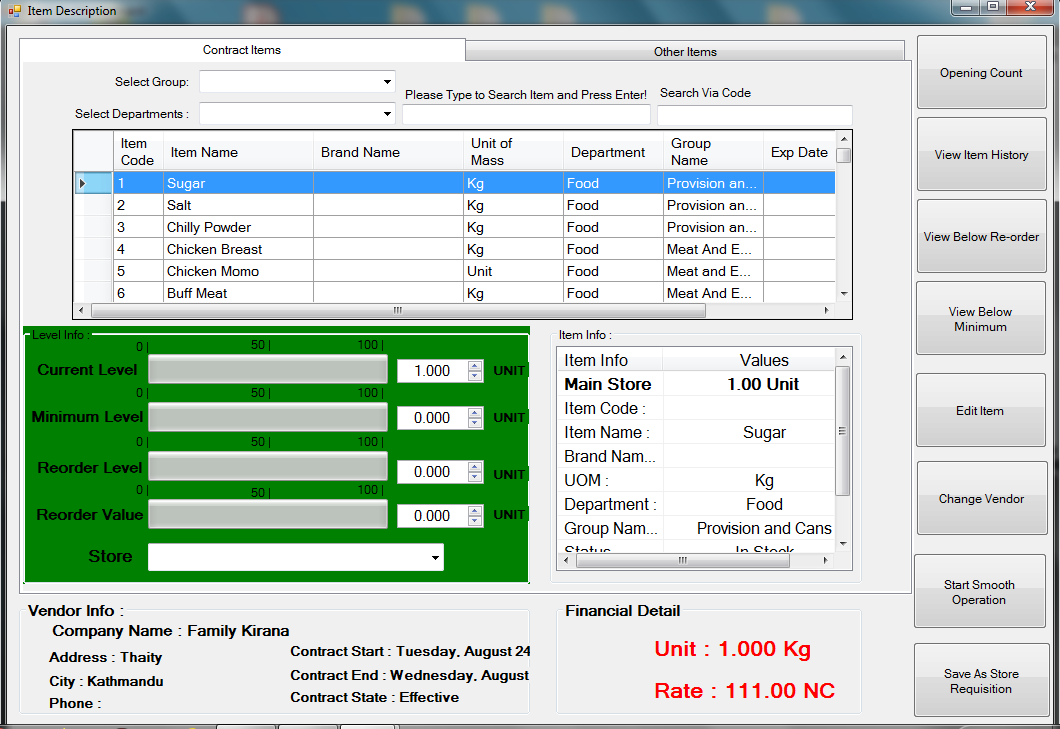 Item Description
Contract Items
Other Items
Select Group:
Select Departments :
Please Type to Search Item and Press Enter!
Search Via Code
Item Code Item Name Brand Name Unit of Mass Department Group Name Exp Date
1 Sugar Kg Food Provision an...
2 Salt Kg Food Provision an...
3 Chilly Powder Kg Food Provision an...
4 Chicken Breast Kg Food Meat And E...
5 Chicken Momo Unit Food Meat and E...
6 Buff Meat Kg Food Meat And E...
Level Info :
0| 50| 100|
Current Level 1.000 UNIT
0| 50| 100|
Minimum Level 0.000 UNIT
0| 50| 100|
Reorder Level 0.000 UNIT
0| 50| 100|
Reorder Value 0.000 UNIT
Store
Item Info :
Item Info Values
Main Store 1.00 Unit
Item Code :
Item Name : Sugar
Brand Nam...
UOM : Kg
Department : Food
Group Nam... Provision and Cans
Status In Stock
Vendor Info :
Company Name : Family Kirana
Address : Thaity
City : Kathmandu
Phone :
Contract Start : Tuesday, August 24
Contract End : Wednesday, August
Contract State : Effective
Financial Detail
Unit : 1.000 Kg
Rate : 111.00 NC
Opening Count
View Item History
View Below Re-order
View Below
Minimum
Edit Item
Change Vendor
Start Smooth
Operation
Save As Store
Requisition